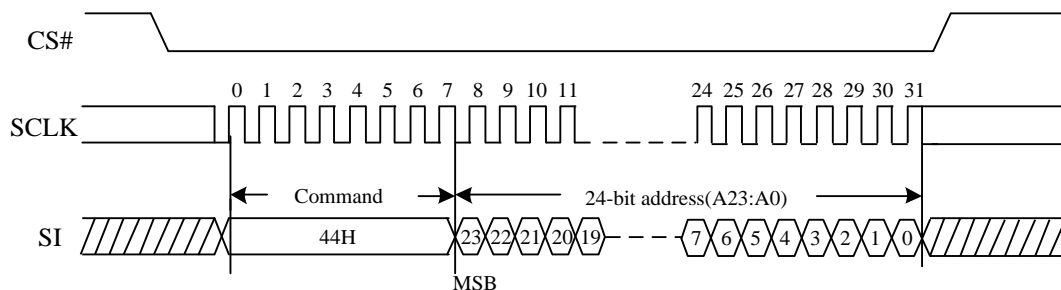 CS#
0 1 2 3 4 5 6 7 8 9 10 11 24 25 26 27 28 29 30 31
SCLK
Command 24-bit address(A23:A0)
SI 44H 23 22 21 20 19 7 6 5 4 3 2 1 0
MSB